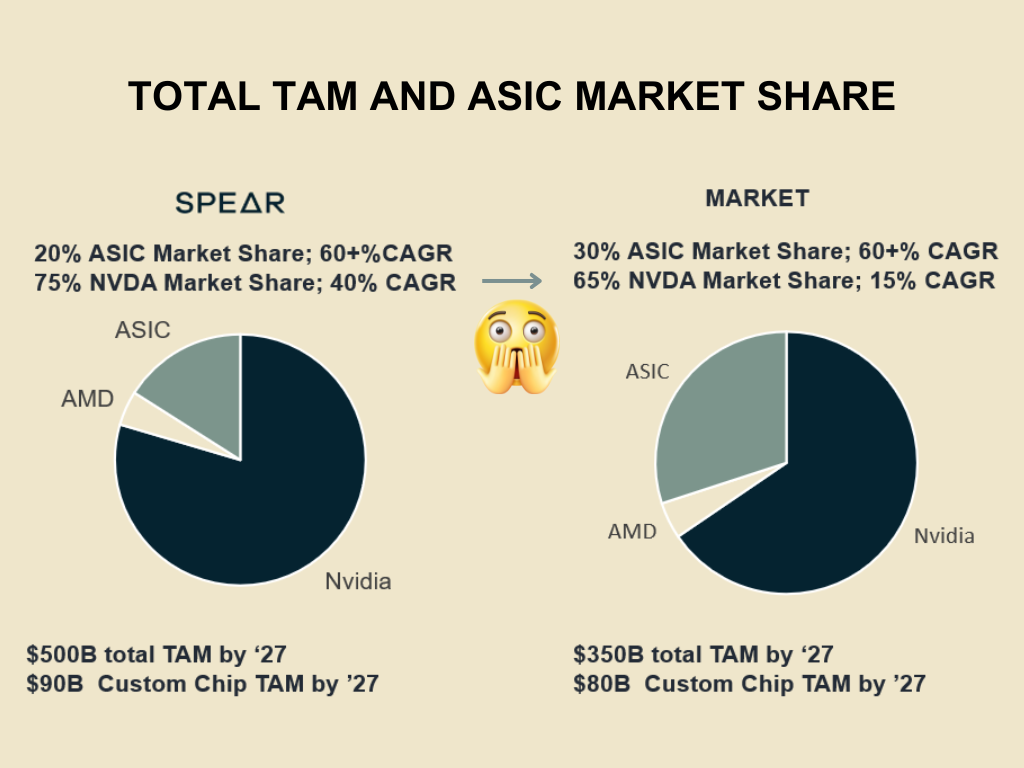 TOTAL TAM AND ASIC MARKET SHARE
SPEΔR
20% ASIC Market Share; 60+%CAGR
75% NVDA Market Share; 40% CAGR
ASIC
AMD
Nvidia
$500B total TAM by ‘27
$90B  Custom Chip TAM by ’27
MARKET
30% ASIC Market Share; 60+% CAGR
65% NVDA Market Share; 15% CAGR
ASIC
AMD
Nvidia
$350B total TAM by ‘27
$80B  Custom Chip TAM by ’27